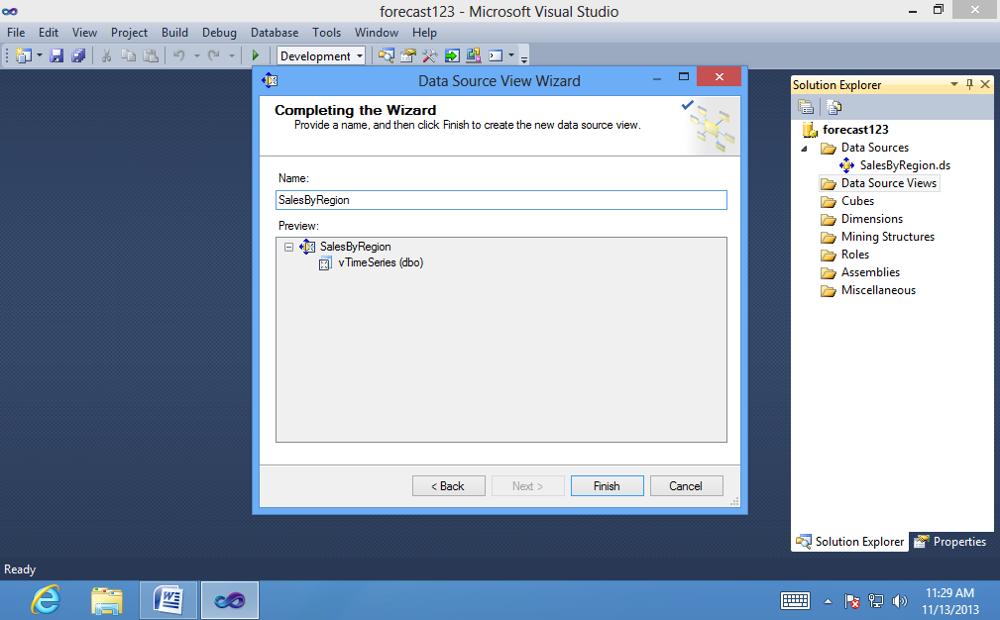 forecast123 - Microsoft Visual Studio
File Edit View Project Build Debug Database Tools Window Help
Development
Data Source View Wizard
Completing the Wizard
Provide a name, and then click Finish to create the new data source view.
Name:
SalesByRegion
Preview:
SalesByRegion
vTimeSeries (dbo)
< Back Next > Finish Cancel
Solution Explorer
forecast123
Data Sources
SalesByRegion.ds
Data Source Views
Cubes
Dimensions
Mining Structures
Roles
Assemblies
Miscellaneous
Solution Explorer Properties
Ready
11:29 AM
11/13/2013